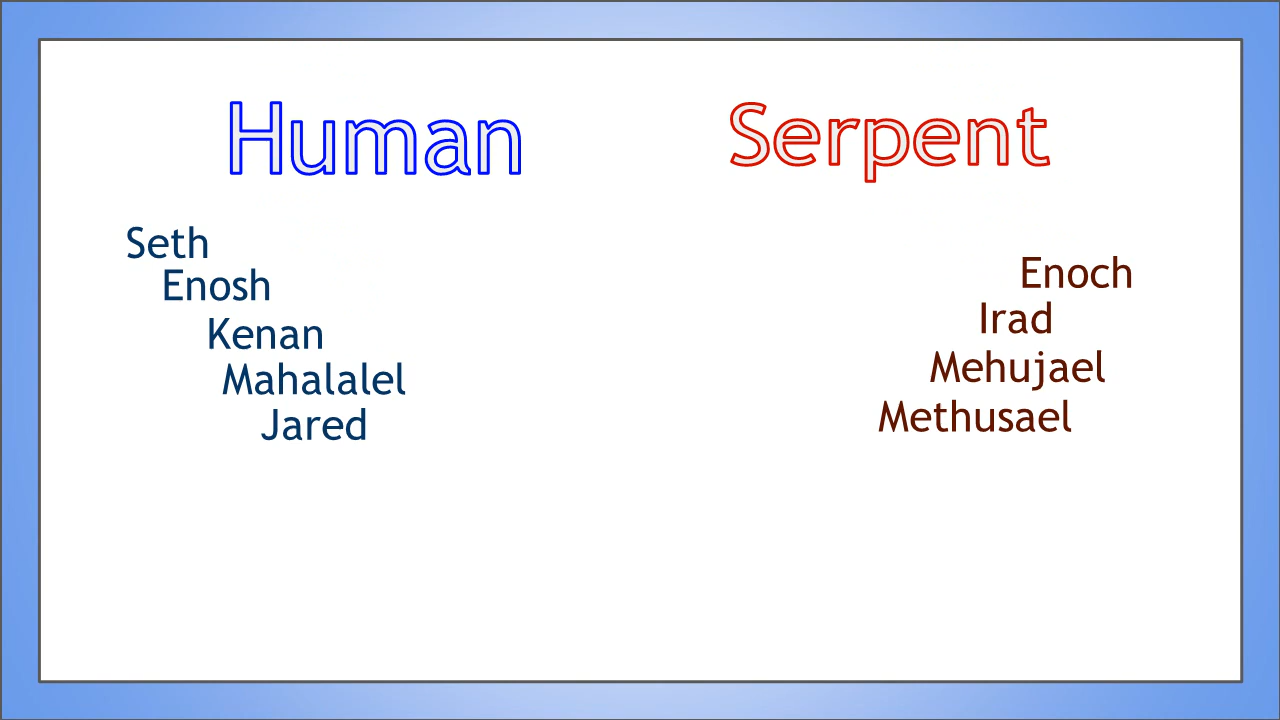 Human
Serpent
Seth
Enosh
Kenan
Mahalalel
Jared
Enoch
Irad
Mehujael
Methusael